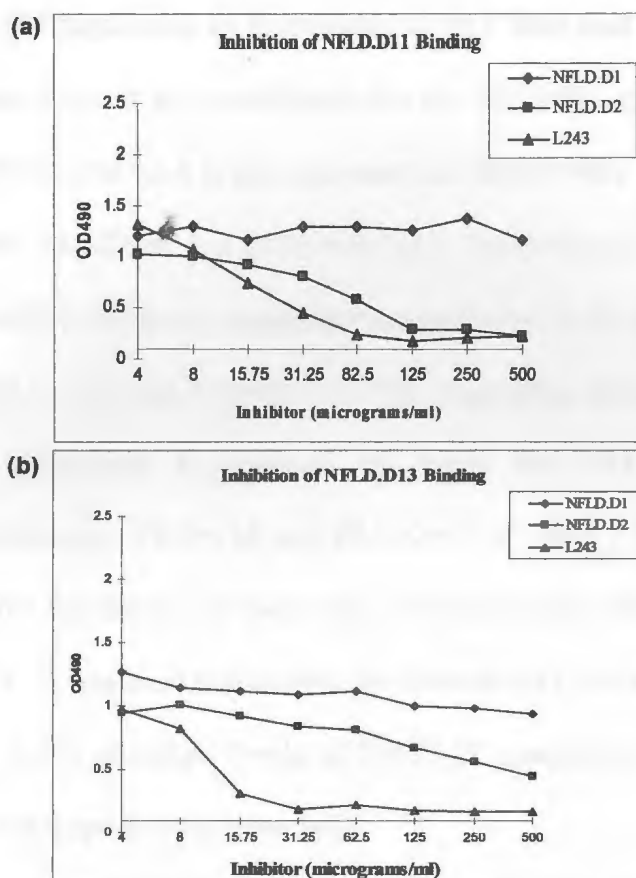 (a)
Inhibition of NFLD.D11 Binding
NFLD.D1
NFLD.D2
L243
2.5
2
1.5
1
0.5
0
OD490
4 8 15.75 31.25 82.5 125 250 500
Inhibitor (micrograms/ml)
(b)
Inhibition of NFLD.D13 Binding
NFLD.D1
NFLD.D2
L243
2.5
2
1.5
1
0.5
0
OD490
4 8 15.75 31.25 62.5 125 250 500
Inhibitor (micrograms/ml)